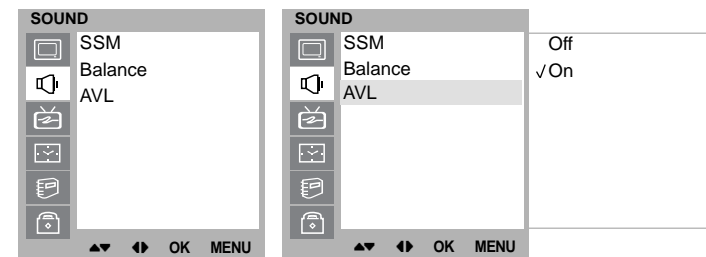 SOUND
SSM
Balance
AVL
▲▼ ◀▶ OK MENU
SOUND
SSM
Balance
AVL
Off
√ On
▲▼ ◀▶ OK MENU